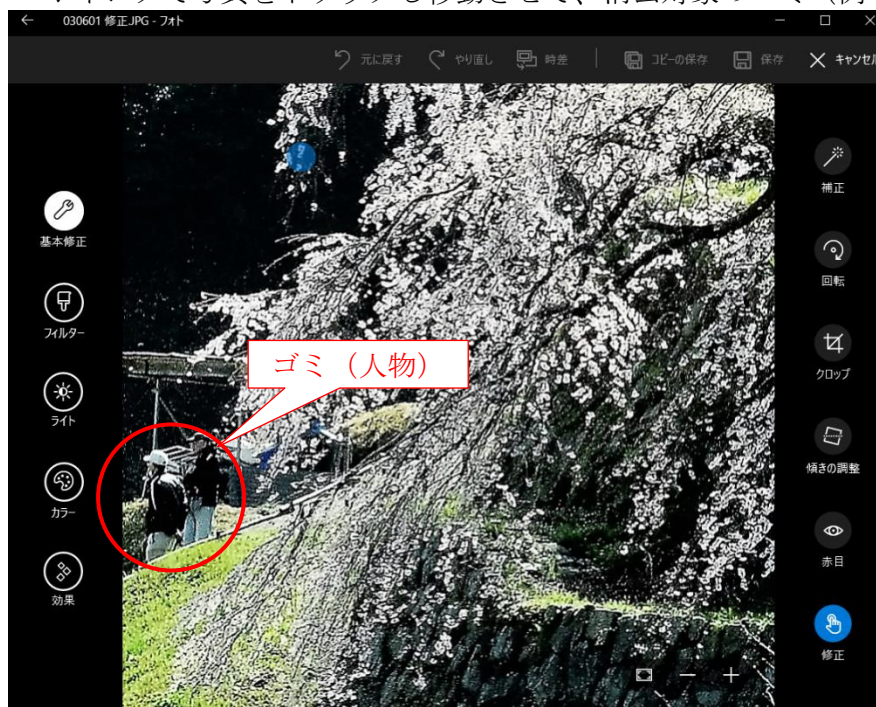 030601 修正.JPG - フォト
元に戻す
やり直し
時差
コピーの保存
保存
キャンセル
基本修正
フィルター
ライト
カラー
効果
ゴミ（人物）
補正
回転
クロップ
傾きの調整
赤目
修正